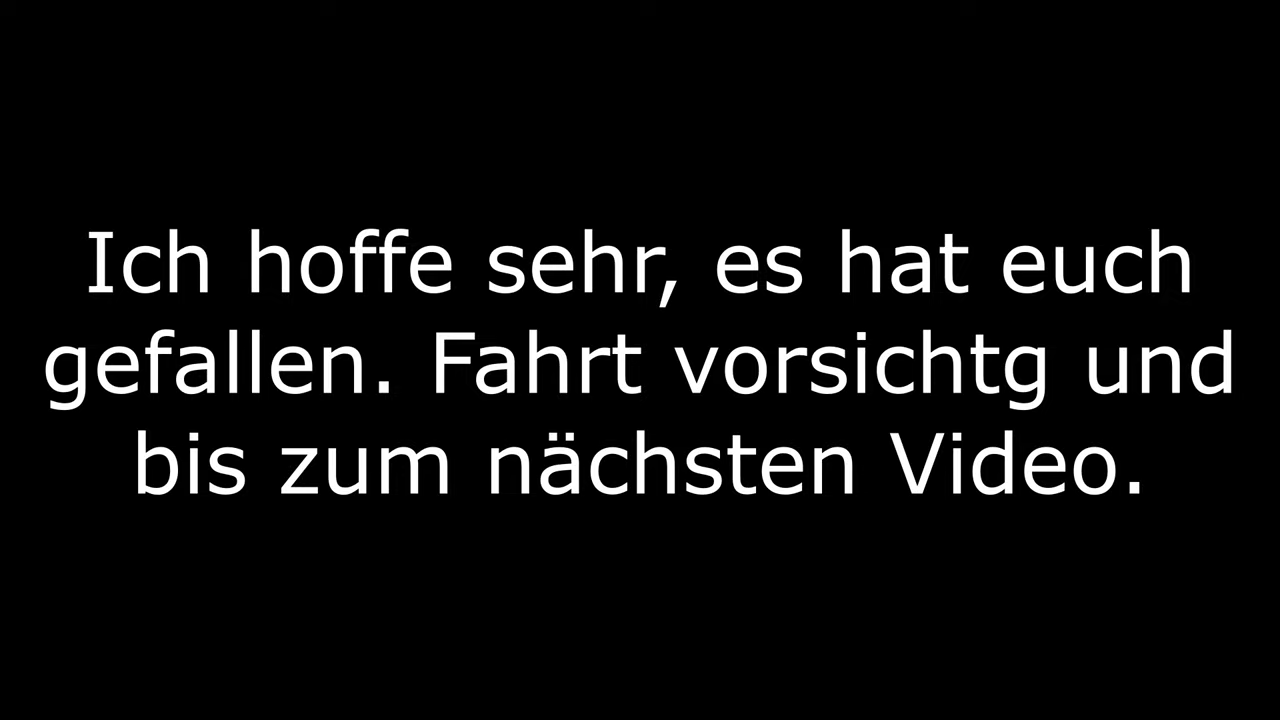 Ich hoffe sehr, es hat euch
gefallen. Fahrt vorsichtg und
bis zum nächsten Video.